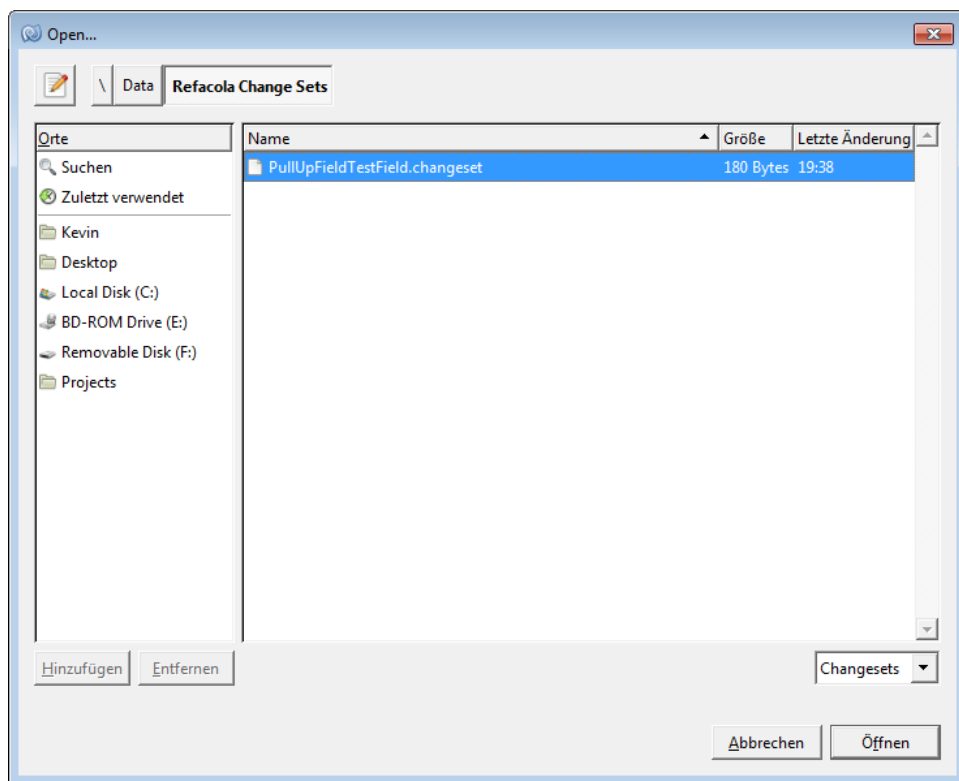 Open...
\ Data Refacola Change Sets
Orte
Suchen
Zuletzt verwendet
Kevin
Desktop
Local Disk (C:)
BD-ROM Drive (E:)
Removable Disk (F:)
Projects
Name Größe Letzte Änderung
PullUpFieldTestField.changeset 180 Bytes 19:38
Hinzufügen Entfernen
Changesets
Abbrechen Öffnen